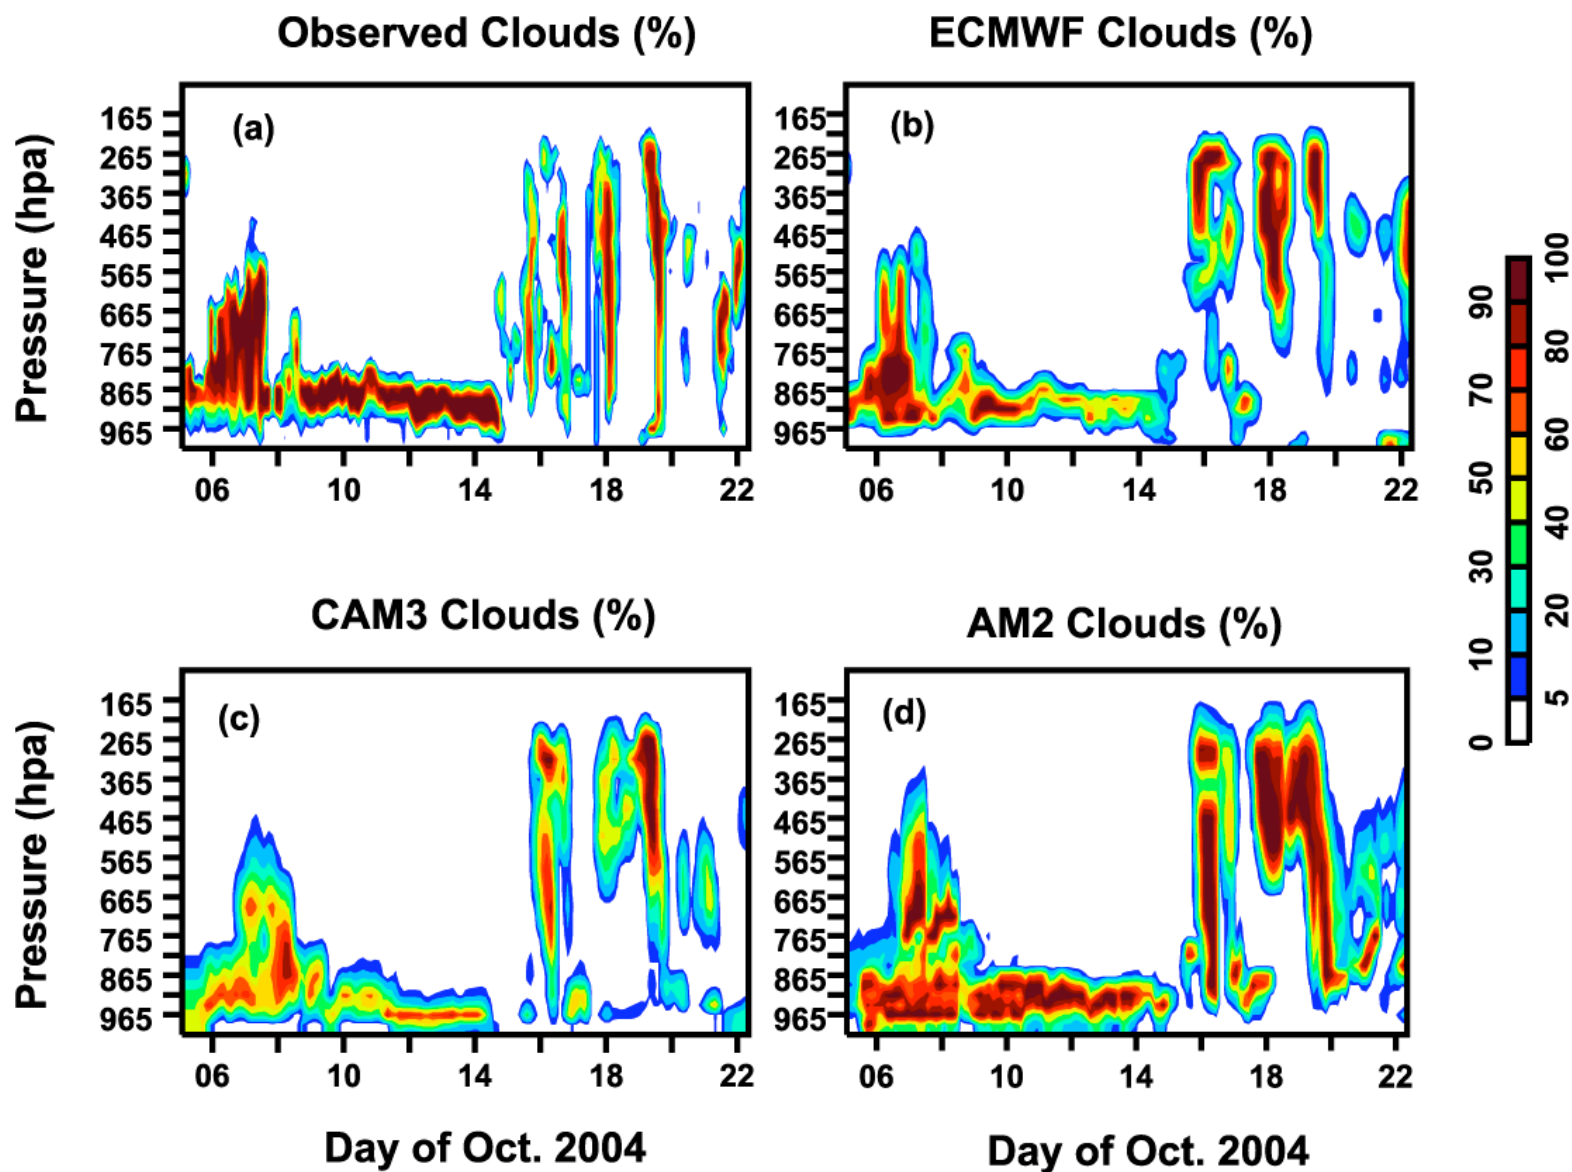 Observed Clouds (%)
ECMWF Clouds (%)
Pressure (hpa)
(a)
165
265
365
465
565
665
765
865
965
06 10 14 18 22
(b)
165
265
365
465
565
665
765
865
965
06 10 14 18 22
0 5 10 20 30 40 50 60 70 80 90 100
CAM3 Clouds (%)
AM2 Clouds (%)
Pressure (hpa)
(c)
165
265
365
465
565
665
765
865
965
06 10 14 18 22
Day of Oct. 2004
(d)
165
265
365
465
565
665
765
865
965
06 10 14 18 22
Day of Oct. 2004